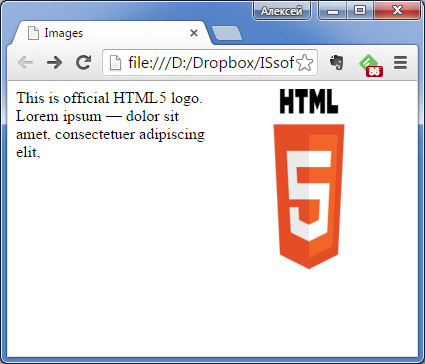 Алексей
Images
file:///D:/Dropbox/ISsof
86
This is official HTML5 logo.
Lorem ipsum — dolor sit
amet, consectetuer adipiscing
elit,
HTML
5